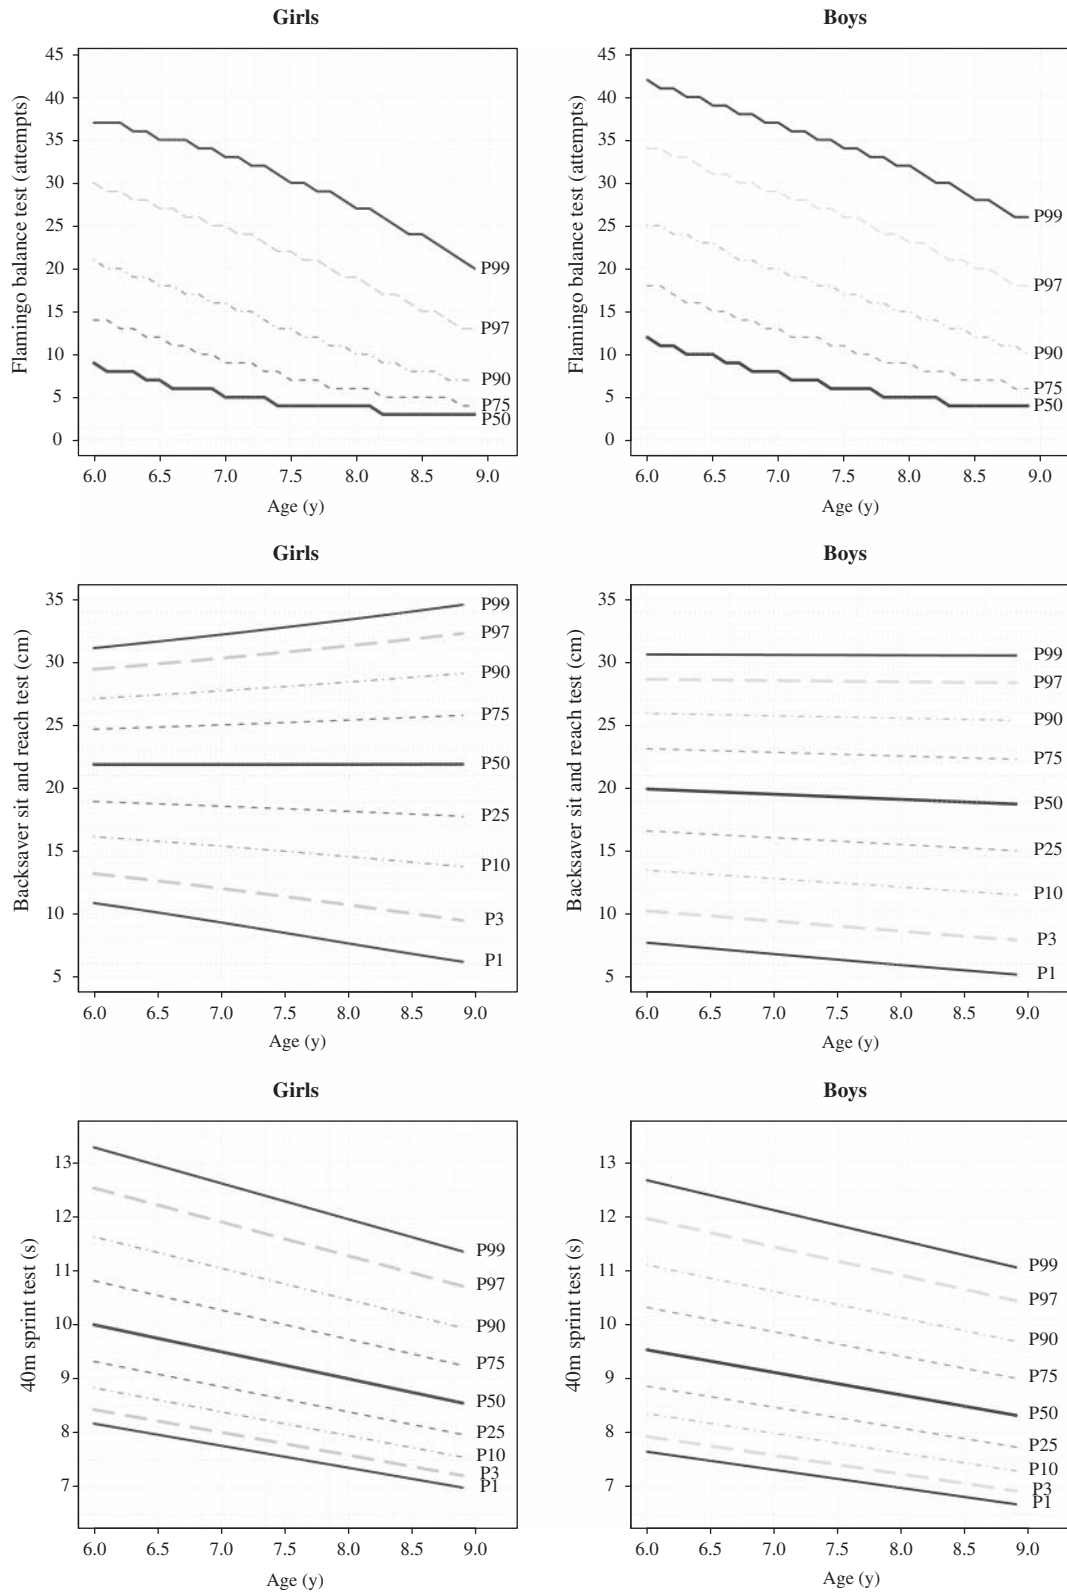 Girls
Boys
Flamingo balance test (attempts)
45
40
35
30
25
20
15
10
5
0
P99
P97
P90
P75
P50
6.0 6.5 7.0 7.5 8.0 8.5 9.0
Age (y)
Flamingo balance test (attempts)
45
40
35
30
25
20
15
10
5
0
P99
P97
P90
P75
P50
6.0 6.5 7.0 7.5 8.0 8.5 9.0
Age (y)
Girls
Boys
Backsaver sit and reach test (cm)
35
30
25
20
15
10
5
P99
P97
P90
P75
P50
P25
P10
P3
P1
6.0 6.5 7.0 7.5 8.0 8.5 9.0
Age (y)
Backsaver sit and reach test (cm)
35
30
25
20
15
10
5
P99
P97
P90
P75
P50
P25
P10
P3
P1
6.0 6.5 7.0 7.5 8.0 8.5 9.0
Age (y)
Girls
Boys
40m sprint test (s)
13
12
11
10
9
8
7
P99
P97
P90
P75
P50
P25
P10
P3
P1
6.0 6.5 7.0 7.5 8.0 8.5 9.0
Age (y)
40m sprint test (s)
13
12
11
10
9
8
7
P99
P97
P90
P75
P50
P25
P10
P3
P1
6.0 6.5 7.0 7.5 8.0 8.5 9.0
Age (y)